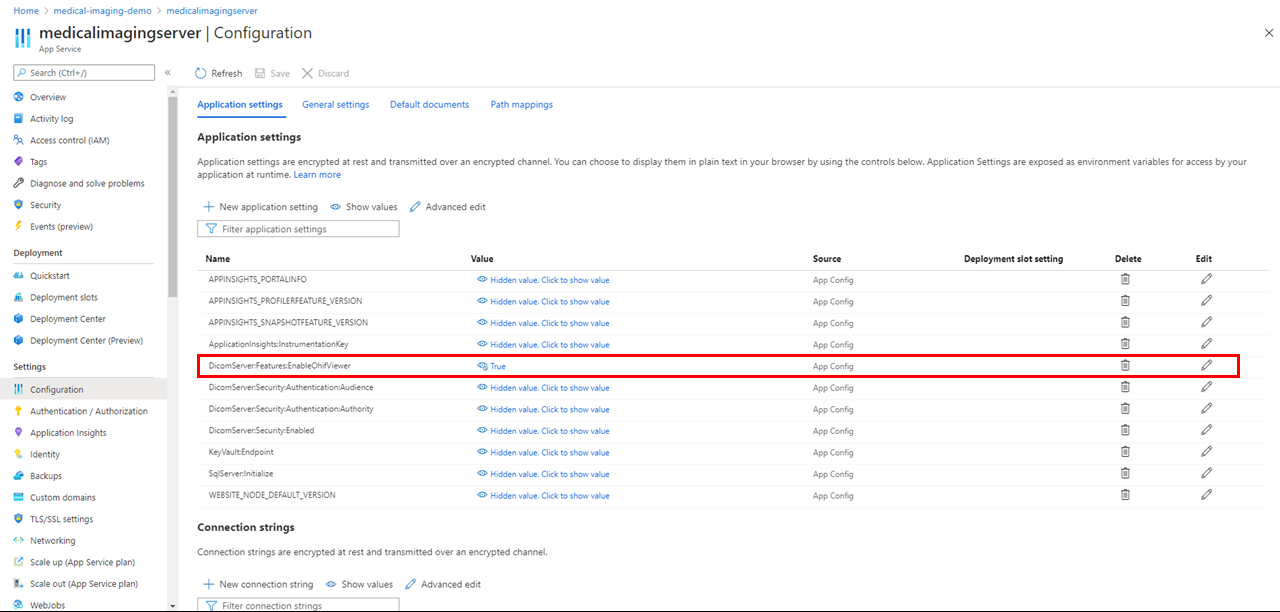 Home > medical-imaging-demo > medicalimagingserver
medicalimagingserver | Configuration
App Service
Search (Ctrl+/)
«
Refresh Save Discard
Overview
Activity log
Access control (IAM)
Tags
Diagnose and solve problems
Security
Events (preview)
Deployment
Quickstart
Deployment slots
Deployment Center
Deployment Center (Preview)
Settings
Configuration
Authentication / Authorization
Application Insights
Identity
Backups
Custom domains
TLS/SSL settings
Networking
Scale up (App Service plan)
Scale out (App Service plan)
WebJobs
Application settings General settings Default documents Path mappings
Application settings
Application settings are encrypted at rest and transmitted over an encrypted channel. You can choose to display them in plain text in your browser by using the controls below. Application Settings are exposed as environment variables for access by your
application at runtime. Learn more
New application setting Show values Advanced edit
Filter application settings
Name Value Source Deployment slot setting Delete Edit
APPINSIGHTS_PORTALINFO Hidden value. Click to show value App Config
APPINSIGHTS_PROFILERFEATURE_VERSION Hidden value. Click to show value App Config
APPINSIGHTS_SNAPSHOTFEATURE_VERSION Hidden value. Click to show value App Config
ApplicationInsights:InstrumentationKey Hidden value. Click to show value App Config
DicomServer:Features:EnableOhifViewer True App Config
DicomServer:Security:Authentication:Audience Hidden value. Click to show value App Config
DicomServer:Security:Authentication:Authority Hidden value. Click to show value App Config
DicomServer:Security:Enabled Hidden value. Click to show value App Config
KeyVault:Endpoint Hidden value. Click to show value App Config
SqlServer:Initialize Hidden value. Click to show value App Config
WEBSITE_NODE_DEFAULT_VERSION Hidden value. Click to show value App Config
Connection strings
Connection strings are encrypted at rest and transmitted over an encrypted channel.
New connection string Show values Advanced edit
Filter connection strings